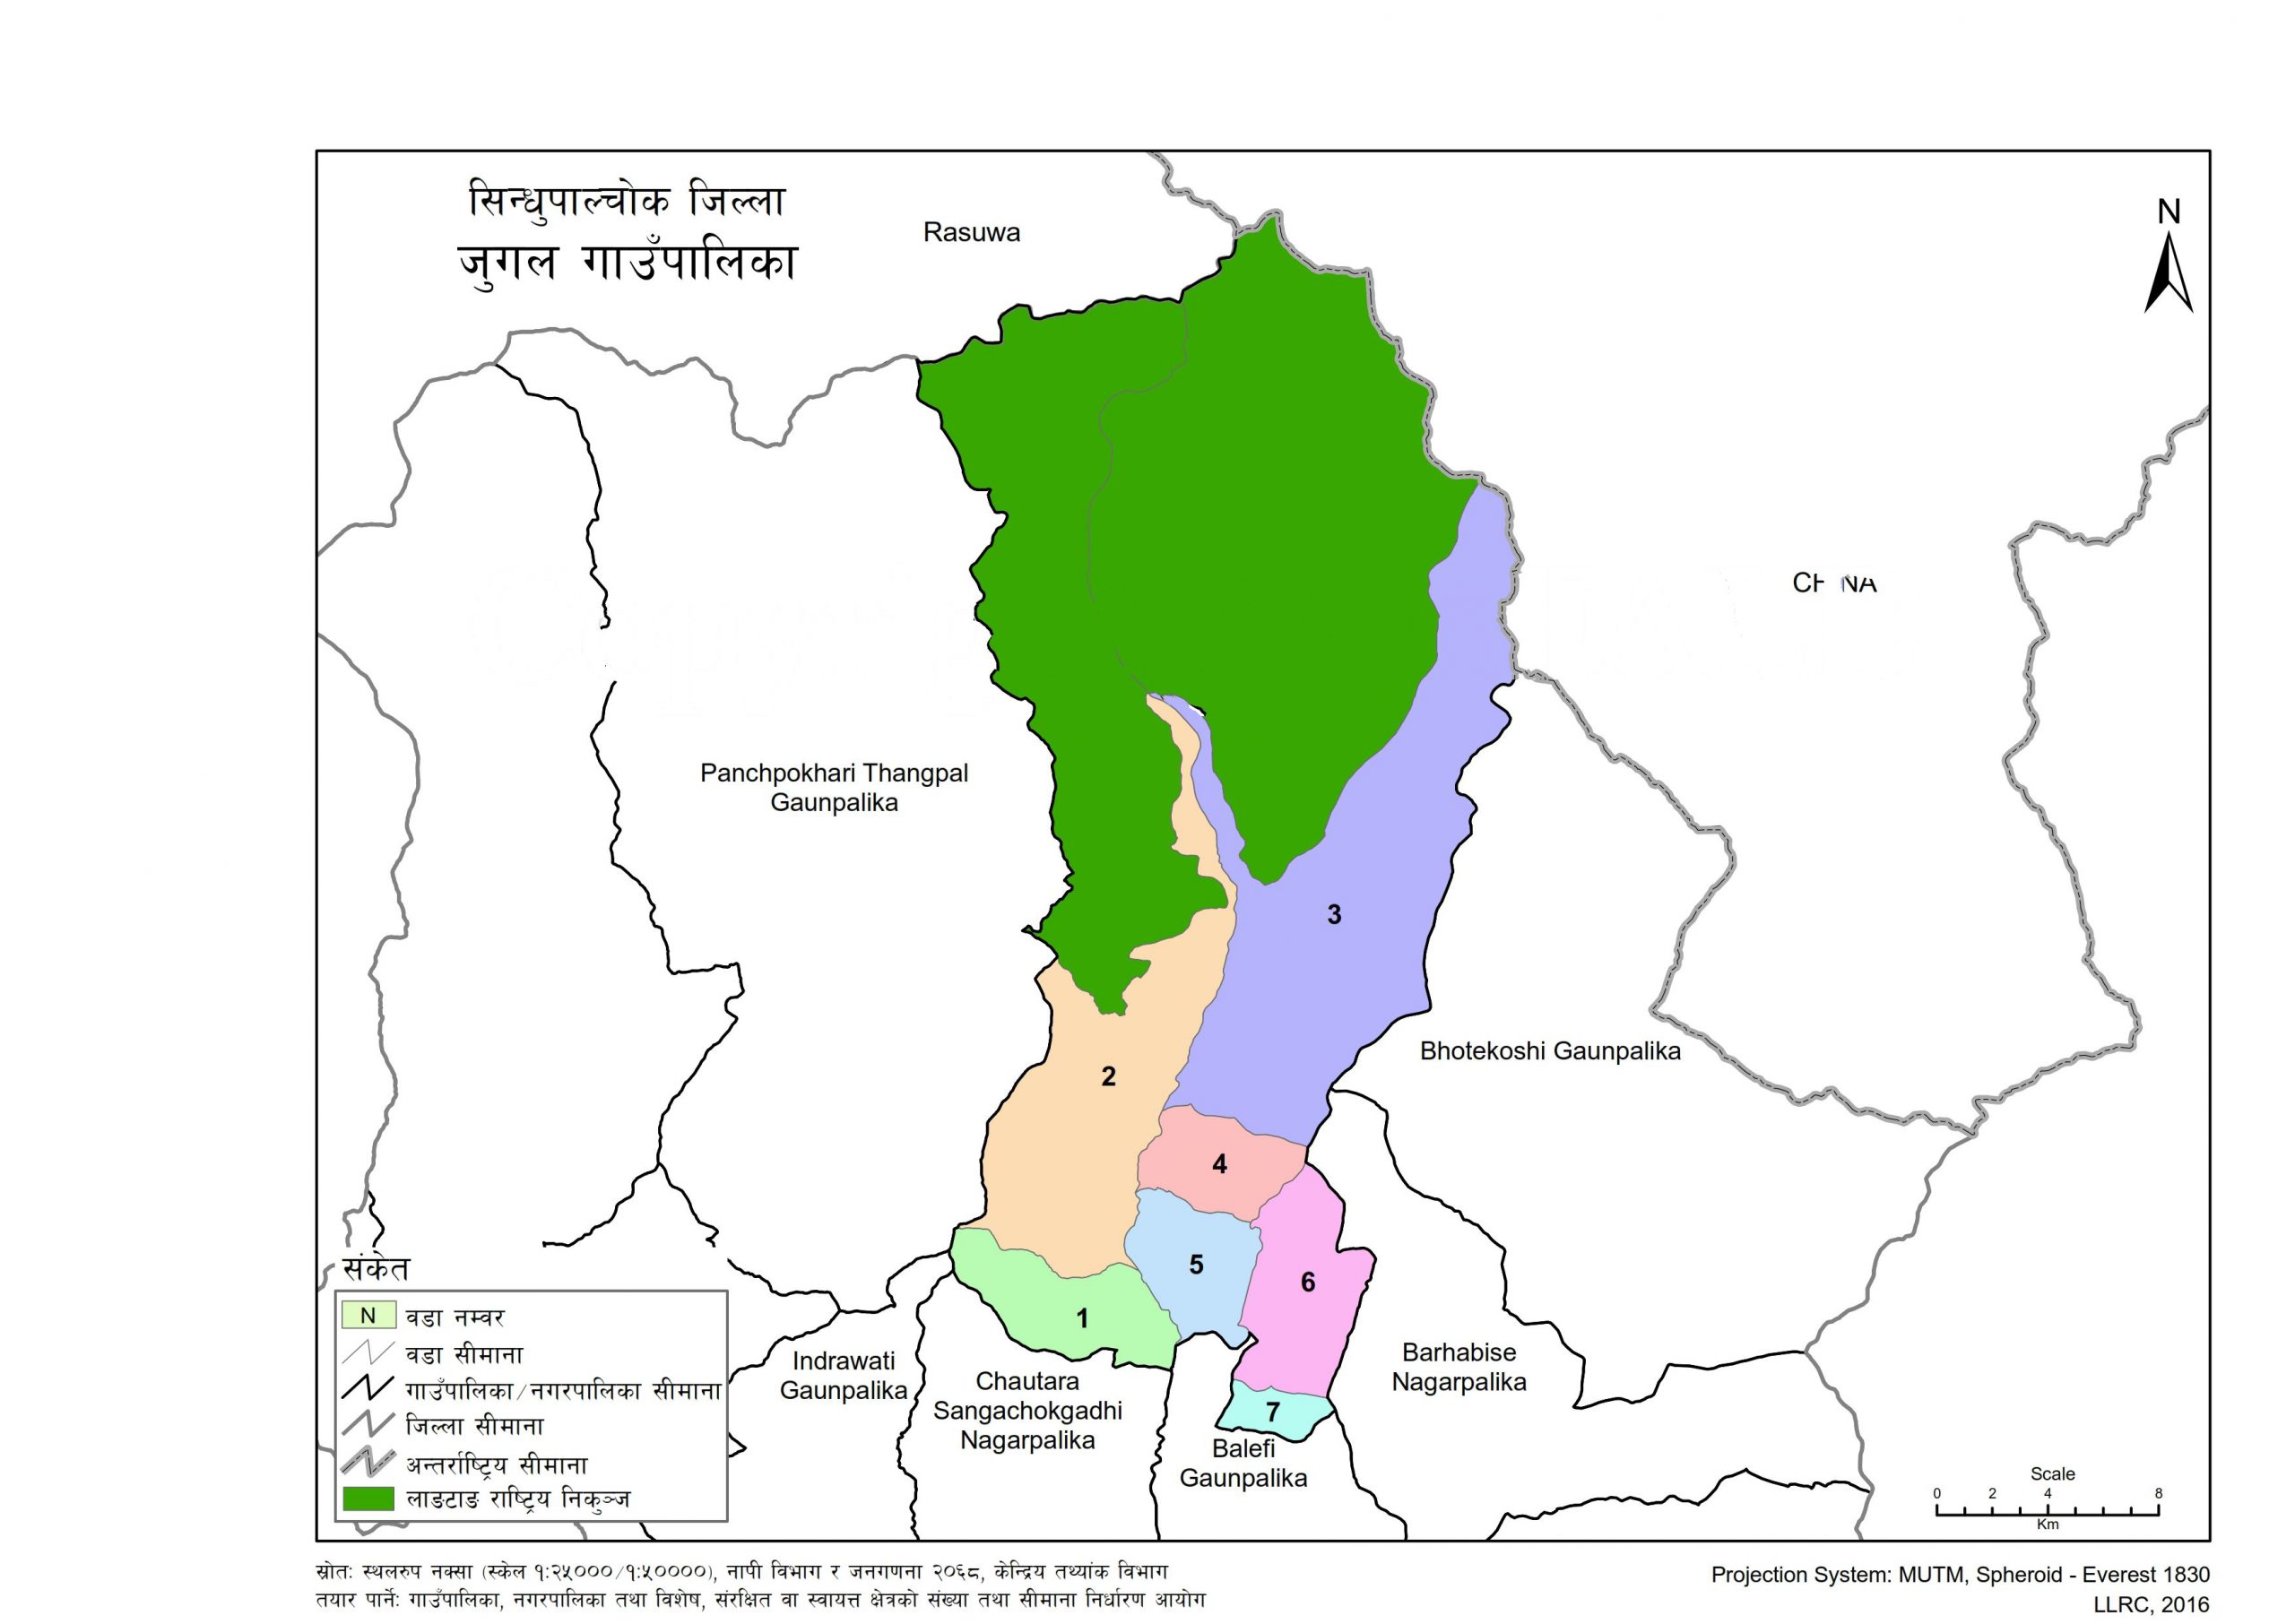 सिन्धुपाल्चोक जिल्ला
जुगल गाउँपालिका
Rasuwa
N
CHINA
Panchpokhari Thangpal
Gaunpalika
3
Bhotekoshi Gaunpalika
2
4
5
6
1
7
Indrawati
Gaunpalika
Chautara
Sangachokgadhi
Nagarpalika
Balefi
Gaunpalika
Barhabise
Nagarpalika
संकेत
N वडा नम्वर
वडा सीमाना
गाउँपालिका/नगरपालिका सीमाना
जिल्ला सीमाना
अन्तर्राष्ट्रिय सीमाना
लाङटाङ राष्ट्रिय निकुञ्ज
Scale
0 2 4 8
Km
स्रोतः स्थलरुप नक्सा (स्केल १:२५०००/१:५००००), नापी विभाग र जनगणना २०६८, केन्द्रिय तथ्यांक विभाग
तयार पार्नेः गाउँपालिका, नगरपालिका तथा विशेष, संरक्षित वा स्वायत्त क्षेत्रको संख्या तथा सीमाना निर्धारण आयोग
Projection System: MUTM, Spheroid - Everest 1830
LLRC, 2016